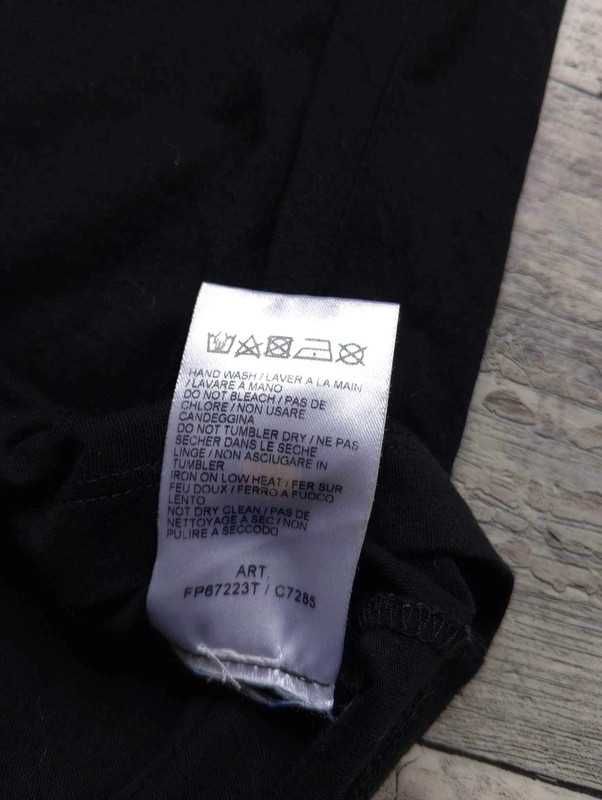 HAND WASH / LAVER A LA MAIN
/ LAVARE A MANO
DO NOT BLEACH / PAS DE
CHLORE / NON USARE
CANDEGGINA
DO NOT TUMBLER DRY / NE PAS
SECHER DANS LE SECHE
LINGE / NON ASCIUGARE IN
TUMBLER
IRON ON LOW HEAT / FER SUR
FEU DOUX / FERRO A FUOCO
LENTO
NOT DRY CLEAN / PAS DE
NETTOYAGE A SEC / NON
PULIRE A SECCODO
ART.
FP67223T / C7285